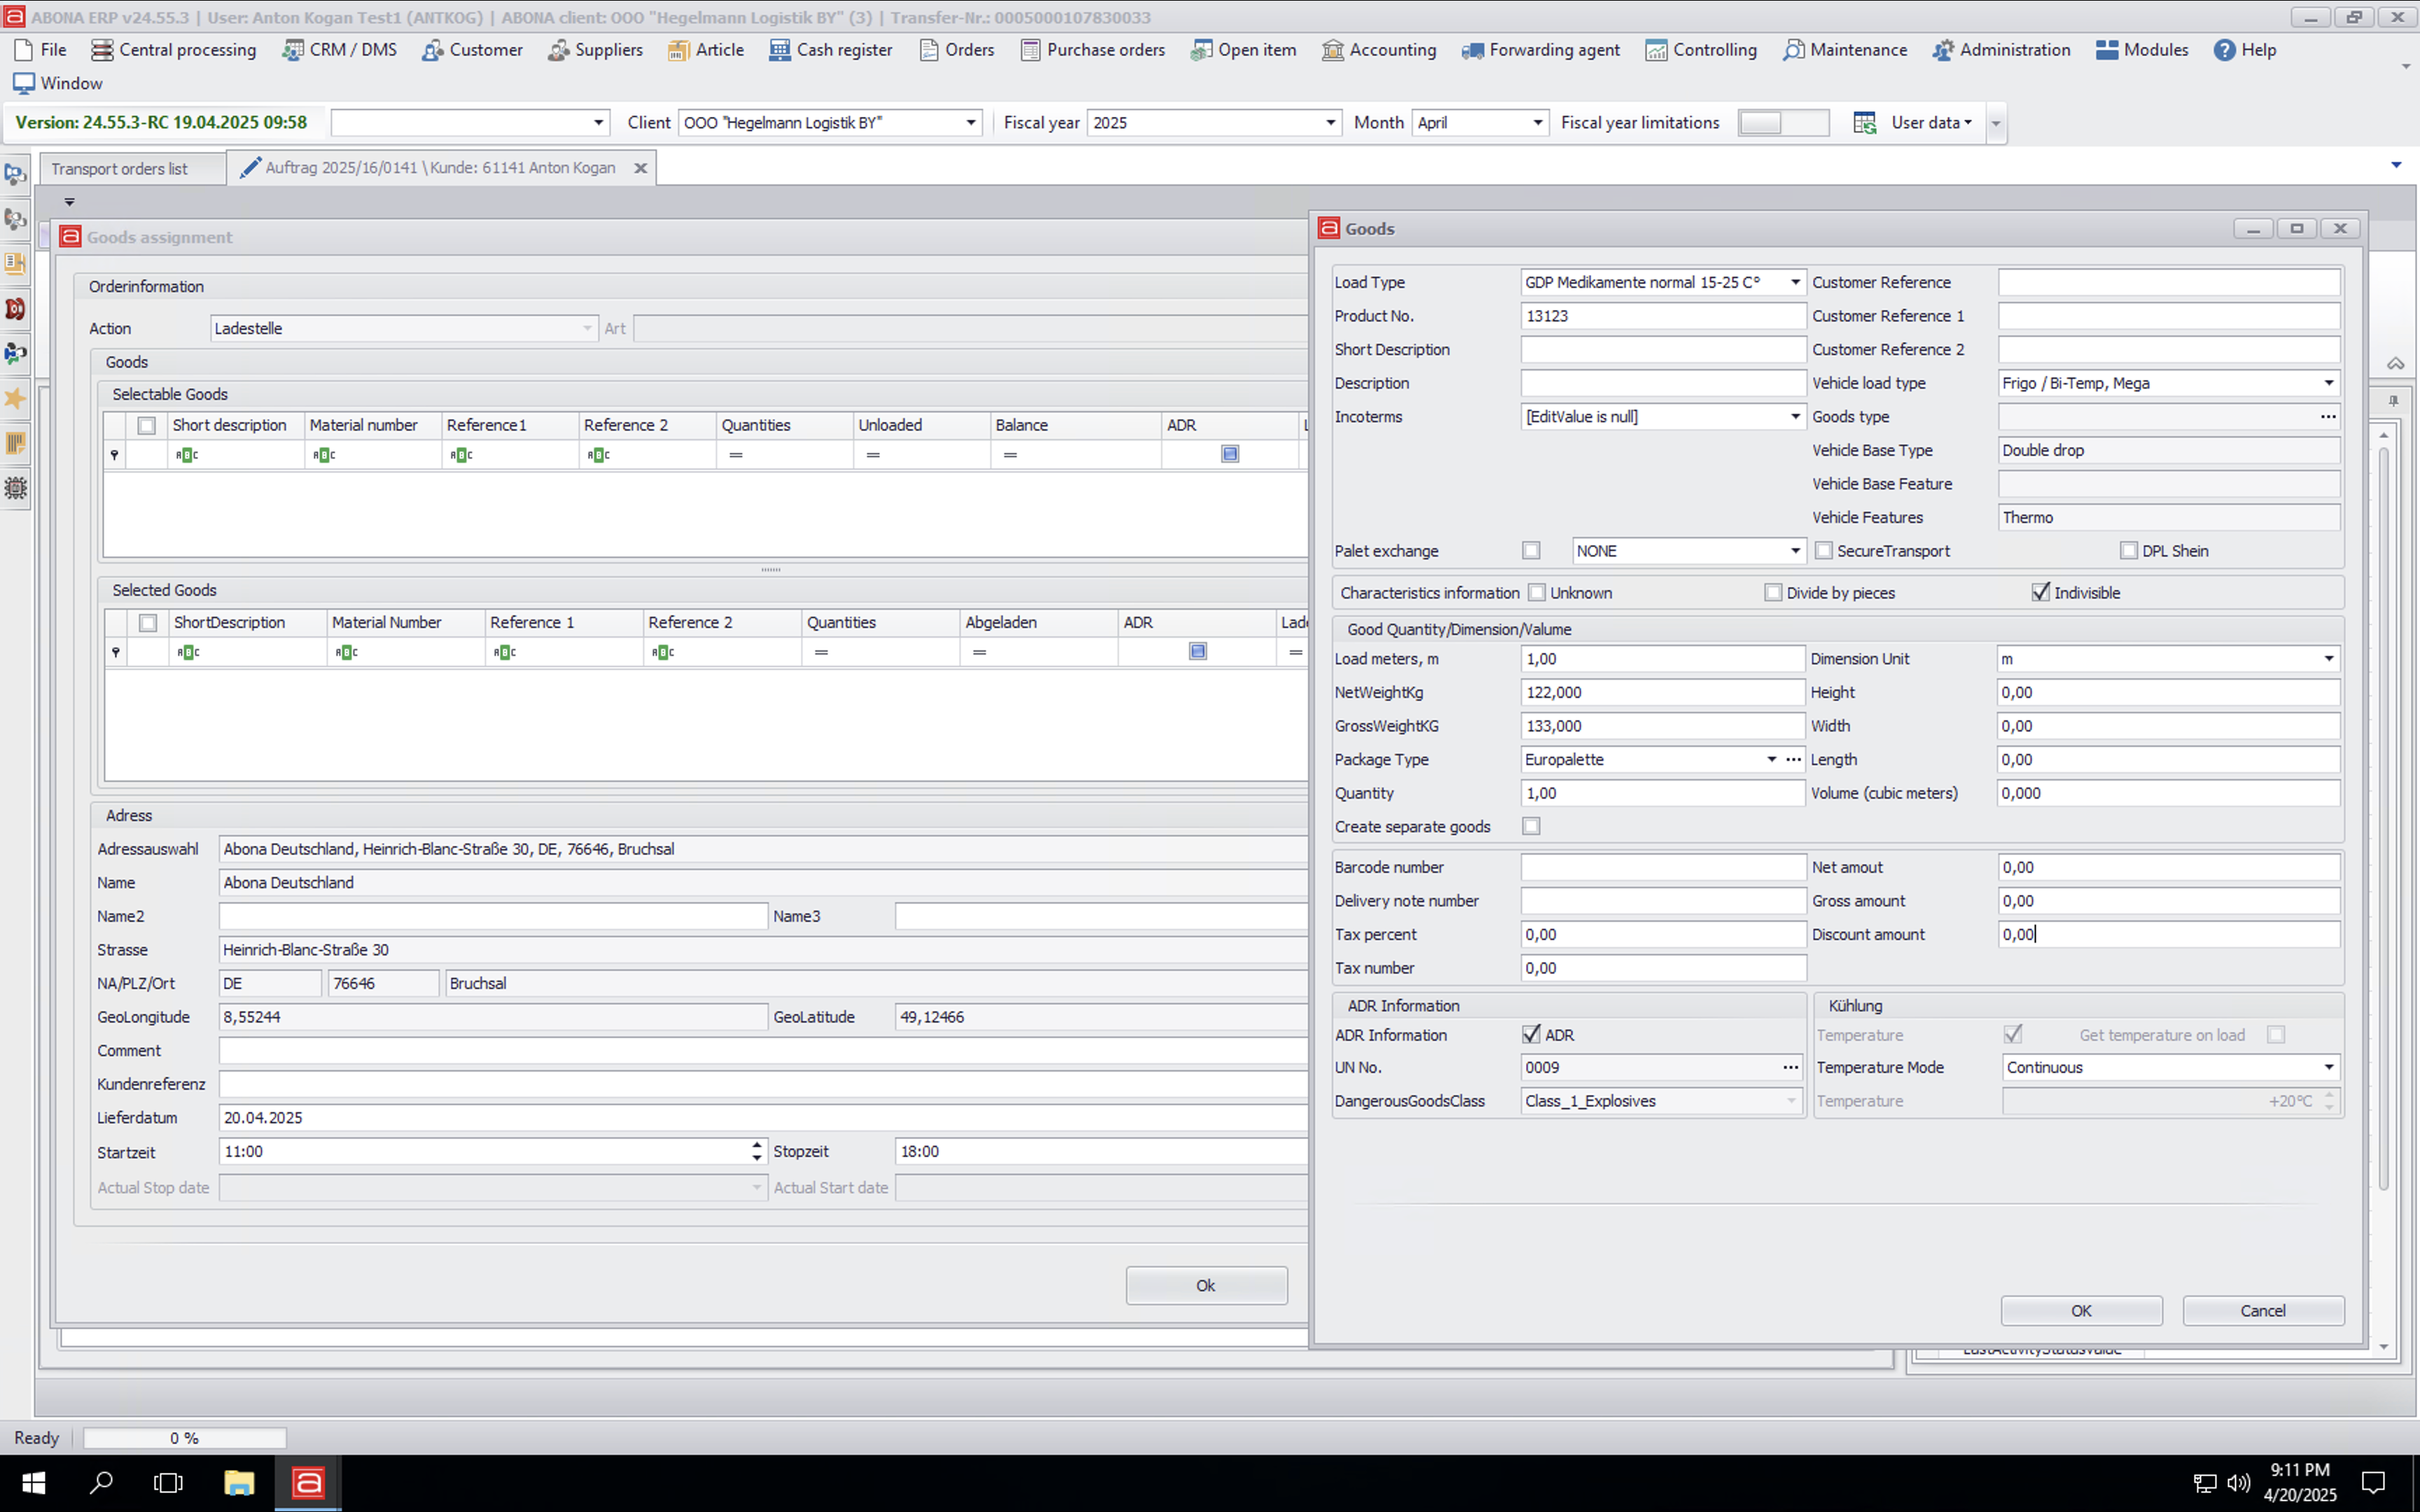 ABONA ERP v24.55.3 | User: Anton Kogan Test1 (ANTKOG) | ABONA client: OOO "Hegelmann Logistik BY" (3) | Transfer-Nr.: 0005000107830033
File Central processing CRM / DMS Customer Suppliers Article Cash register Orders Purchase orders Open item Accounting Forwarding agent Controlling Maintenance Administration Modules Help
Window
Version: 24.55.3-RC 19.04.2025 09:58 Client OOO "Hegelmann Logistik BY" Fiscal year 2025 Month April Fiscal year limitations User data
Transport orders list Auftrag 2025/16/0141 \ Kunde: 61141 Anton Kogan
Goods assignment
Orderinformation
Action Ladestelle Art
Goods
Selectable Goods
Short description Material number Reference1 Reference 2 Quantities Unloaded Balance ADR
ABC ABC ABC ABC = = =
Selected Goods
ShortDescription Material Number Reference 1 Reference 2 Quantities Abgeladen ADR Lade
ABC ABC ABC ABC = = =
Adress
Adressauswahl Abona Deutschland, Heinrich-Blanc-Straße 30, DE, 76646, Bruchsal
Name Abona Deutschland
Name2 Name3
Strasse Heinrich-Blanc-Straße 30
NA/PLZ/Ort DE 76646 Bruchsal
GeoLongitude 8,55244 GeoLatitude 49,12466
Comment
Kundenreferenz
Lieferdatum 20.04.2025
Startzeit 11:00 Stopzeit 18:00
Actual Stop date Actual Start date
Ok
Goods
Load Type GDP Medikamente normal 15-25 C° Customer Reference
Product No. 13123 Customer Reference 1
Short Description Customer Reference 2
Description Vehicle load type Frigo / Bi-Temp, Mega
Incoterms [EditValue is null] Goods type ...
Vehicle Base Type Double drop
Vehicle Base Feature
Vehicle Features Thermo
Palet exchange NONE SecureTransport DPL Shein
Characteristics information Unknown Divide by pieces Indivisible
Good Quantity/Dimension/Valume
Load meters, m 1,00 Dimension Unit m
NetWeightKg 122,000 Height 0,00
GrossWeightKG 133,000 Width 0,00
Package Type Europalette ... Length 0,00
Quantity 1,00 Volume (cubic meters) 0,000
Create separate goods
Barcode number Net amout 0,00
Delivery note number Gross amount 0,00
Tax percent 0,00 Discount amount 0,00
Tax number 0,00
ADR Information Kühlung
ADR Information ADR Temperature Get temperature on load
UN No. 0009 ... Temperature Mode Continuous
DangerousGoodsClass Class_1_Explosives Temperature +20°C
OK Cancel
LastActivityStatusValue
Ready 0 %
9:11 PM
4/20/2025